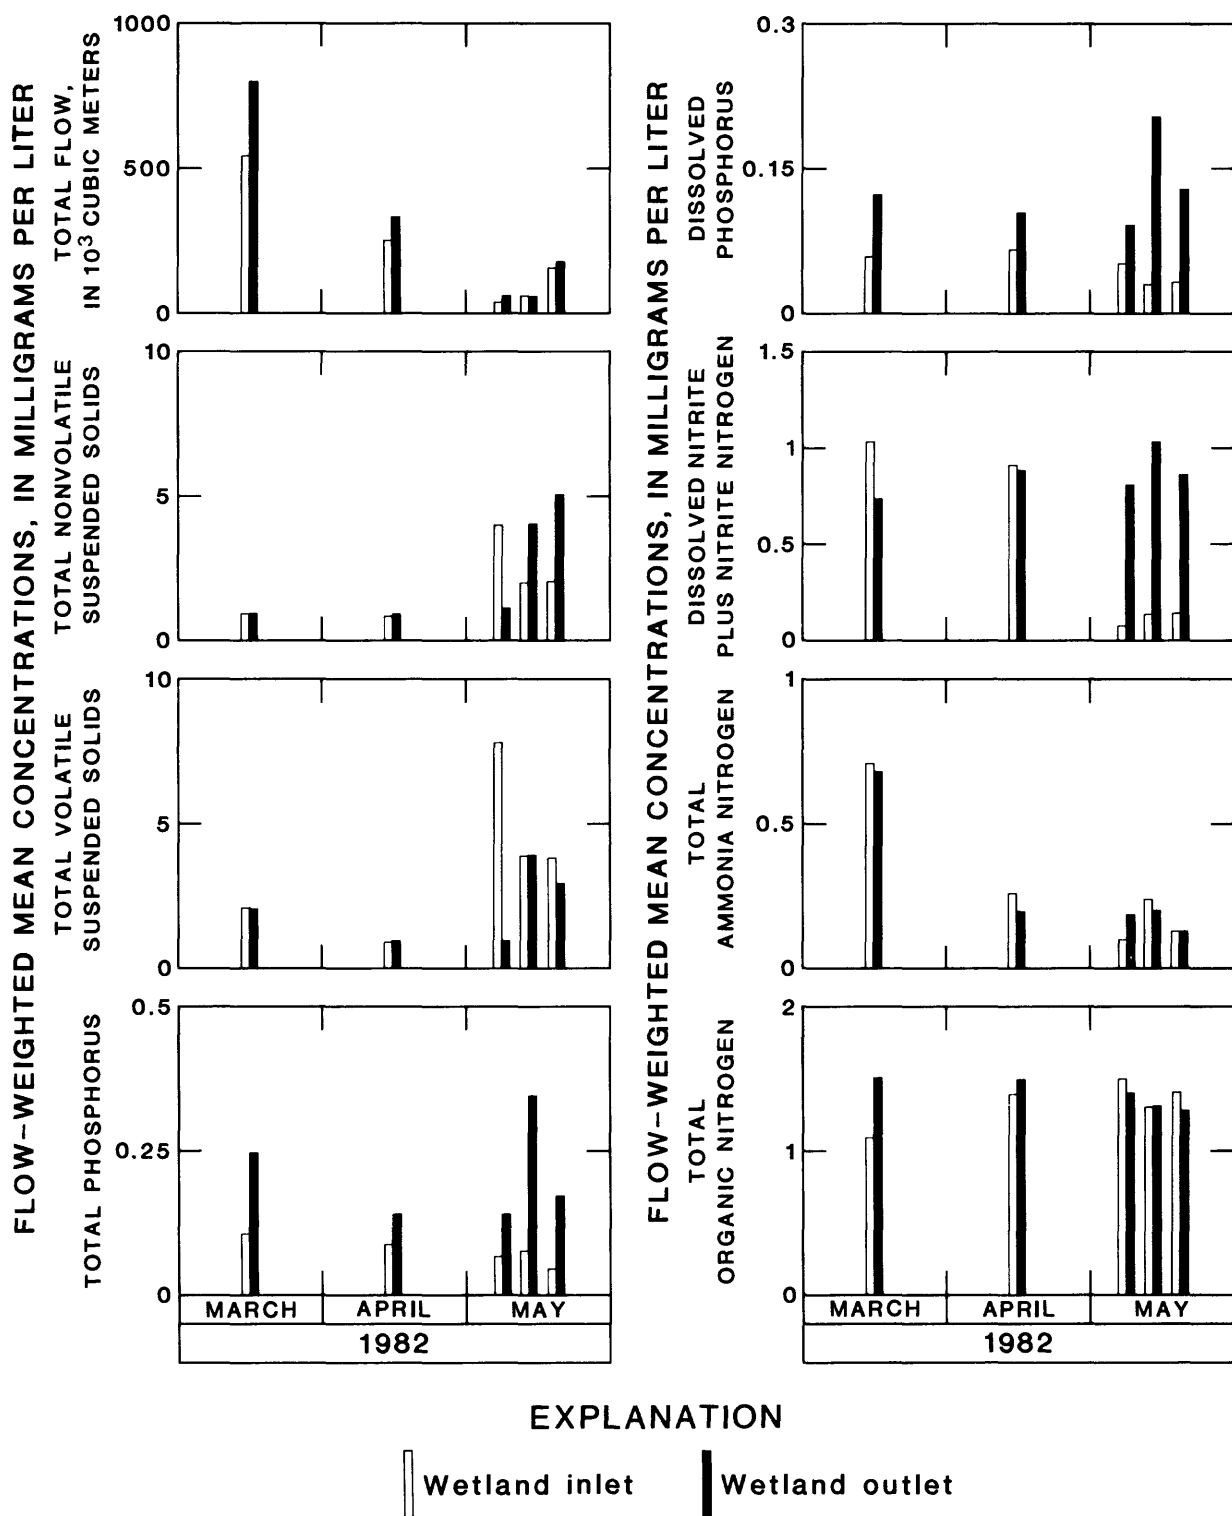 FLOW-WEIGHTED MEAN CONCENTRATIONS, IN MILLIGRAMS PER LITER
TOTAL FLOW,
IN 10³ CUBIC METERS
1000
500
0
TOTAL NONVOLATILE
SUSPENDED SOLIDS
10
5
0
TOTAL VOLATILE
SUSPENDED SOLIDS
10
5
0
TOTAL PHOSPHORUS
0.5
0.25
0
MARCH
APRIL
MAY
1982
FLOW-WEIGHTED MEAN CONCENTRATIONS, IN MILLIGRAMS PER LITER
DISSOLVED
PHOSPHORUS
0.3
0.15
0
DISSOLVED NITRITE
PLUS NITRITE NITROGEN
1.5
1
0.5
0
TOTAL
AMMONIA NITROGEN
1
0.5
0
TOTAL
ORGANIC NITROGEN
2
1
0
MARCH
APRIL
MAY
1982
EXPLANATION
Wetland inlet
Wetland outlet